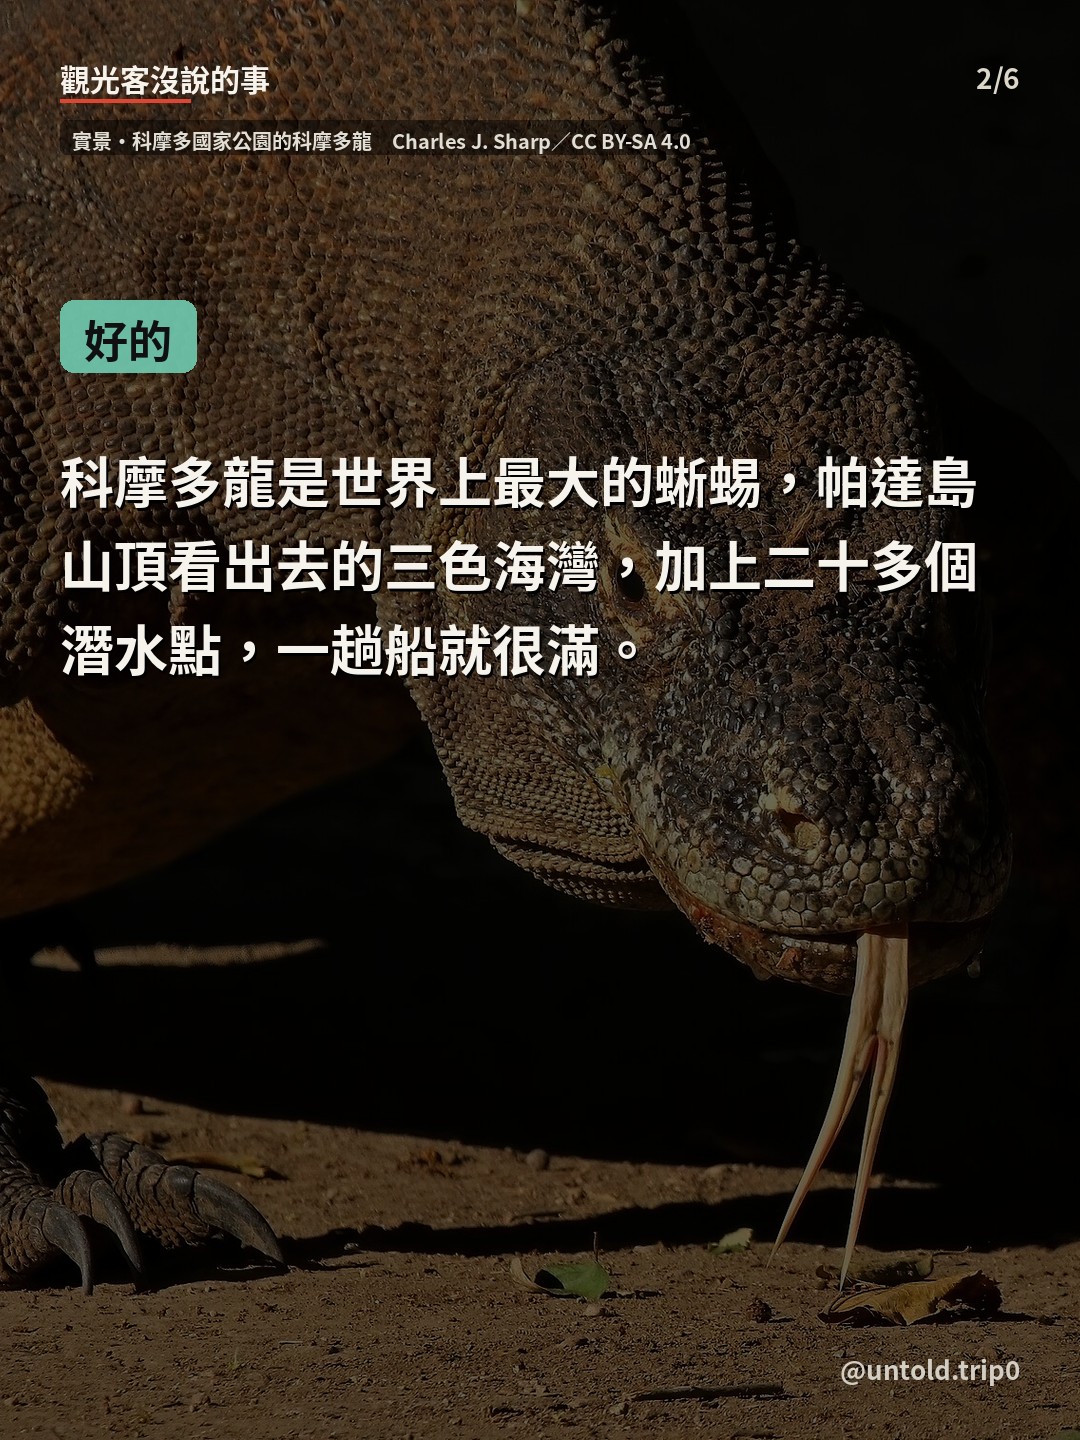 觀光客沒說的事
2/6
實景・科摩多國家公園的科摩多龍　Charles J. Sharp／CC BY-SA 4.0
好的
科摩多龍是世界上最大的蜥蜴，帕達島
山頂看出去的三色海灣，加上二十多個
潛水點，一趟船就很滿。
@untold.trip0